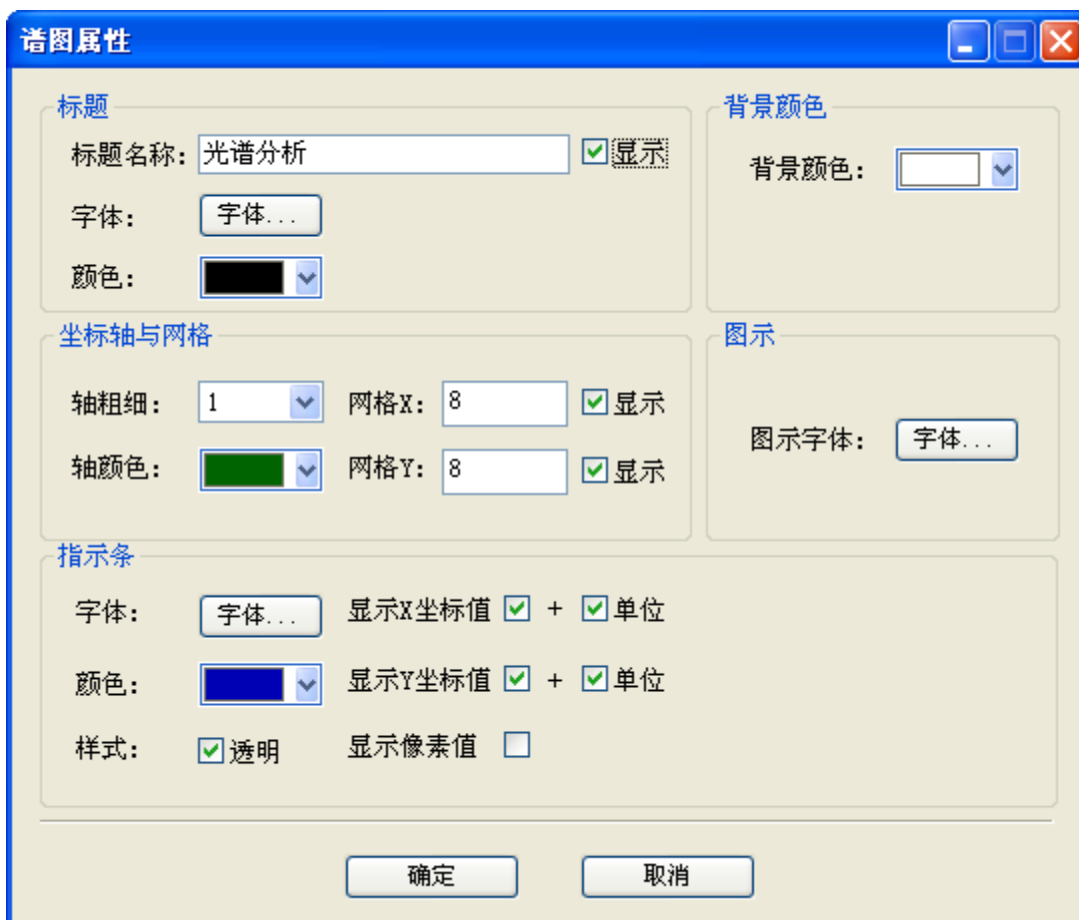 谱图属性
标题
标题名称: 光谱分析 显示
字体: 字体...
颜色:
背景颜色
背景颜色:
坐标轴与网格
轴粗细: 1 网格X: 8 显示
轴颜色: 网格Y: 8 显示
图示
图示字体: 字体...
指示条
字体: 字体... 显示X坐标值 + 单位
颜色: 显示Y坐标值 + 单位
样式: 透明 显示像素值
确定 取消